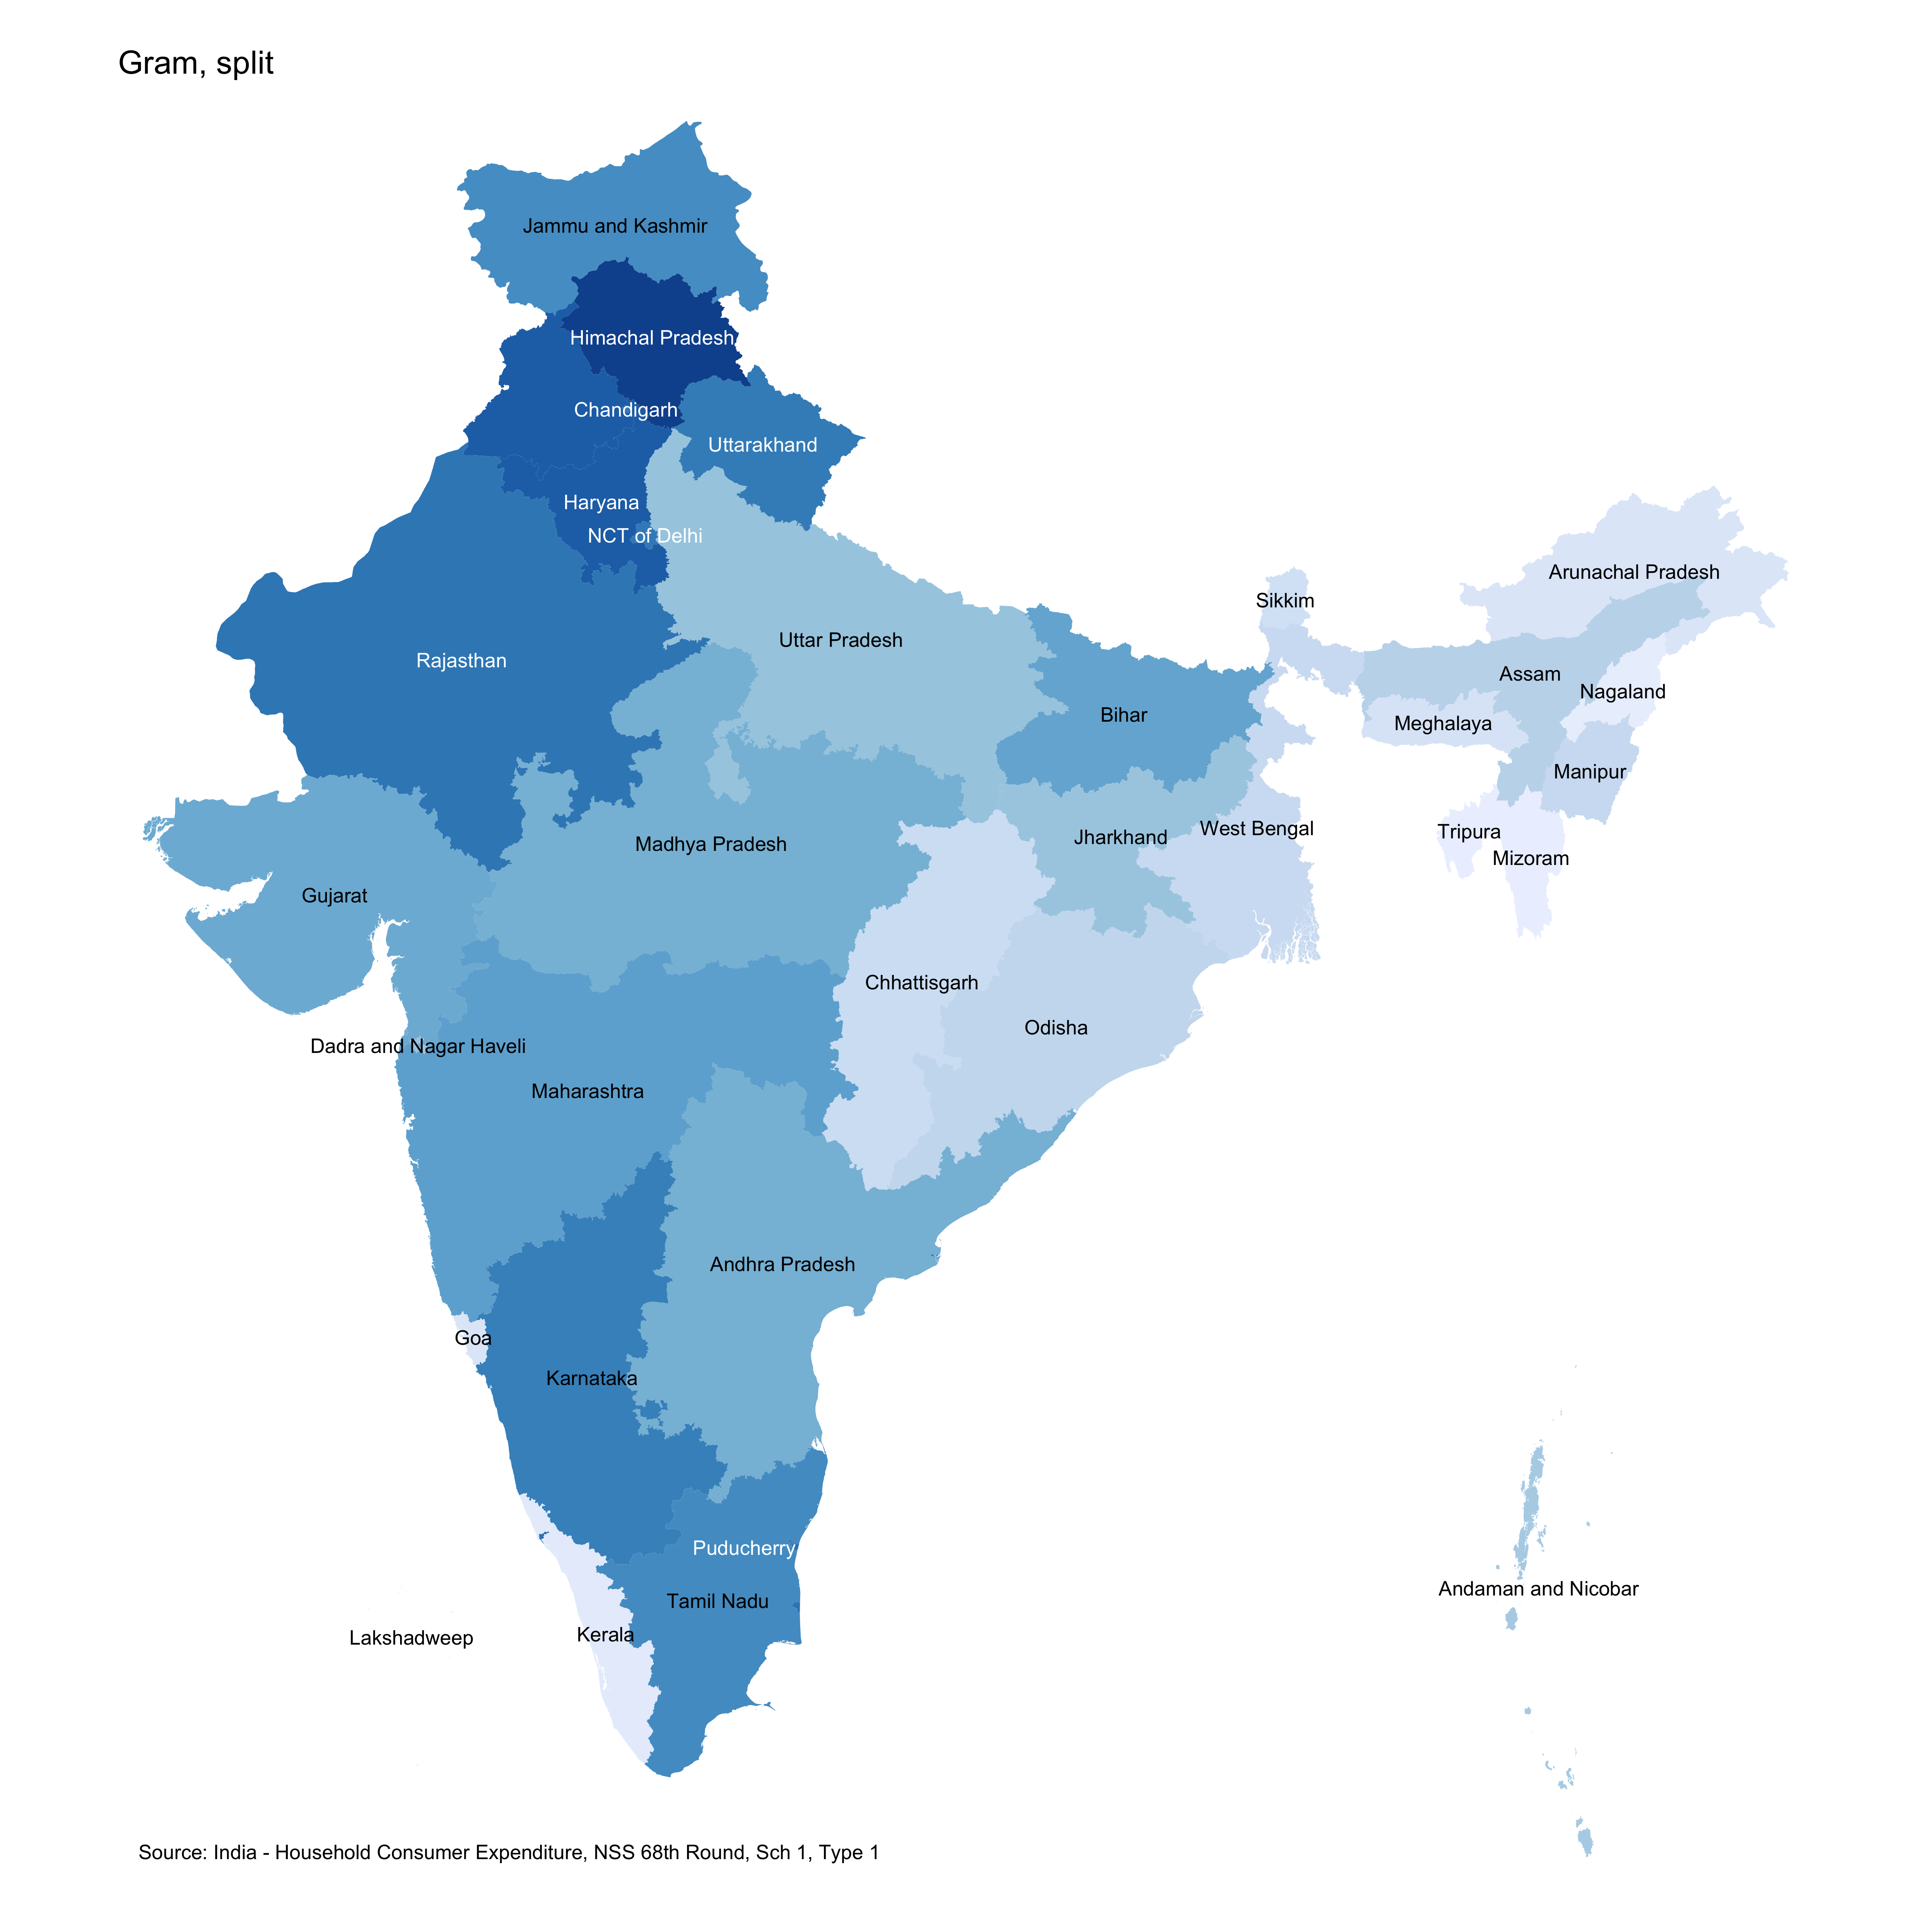 Gram, split
Jammu and Kashmir
Himachal Pradesh
Chandigarh
Uttarakhand
Haryana
NCT of Delhi
Arunachal Pradesh
Sikkim
Uttar Pradesh
Rajasthan
Assam
Nagaland
Bihar
Meghalaya
Manipur
West Bengal
Tripura
Jharkhand
Madhya Pradesh
Mizoram
Gujarat
Chhattisgarh
Odisha
Dadra and Nagar Haveli
Maharashtra
Andhra Pradesh
Goa
Karnataka
Puducherry
Andaman and Nicobar
Tamil Nadu
Kerala
Lakshadweep
Source: India - Household Consumer Expenditure, NSS 68th Round, Sch 1, Type 1